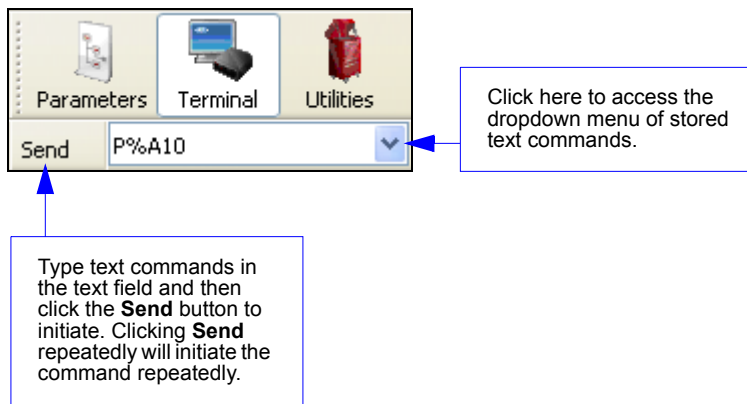 Parameters Terminal Utilities
Send P%A10
Click here to access the
dropdown menu of stored
text commands.
Type text commands in
the text field and then
click the Send button to
initiate. Clicking Send
repeatedly will initiate the
command repeatedly.